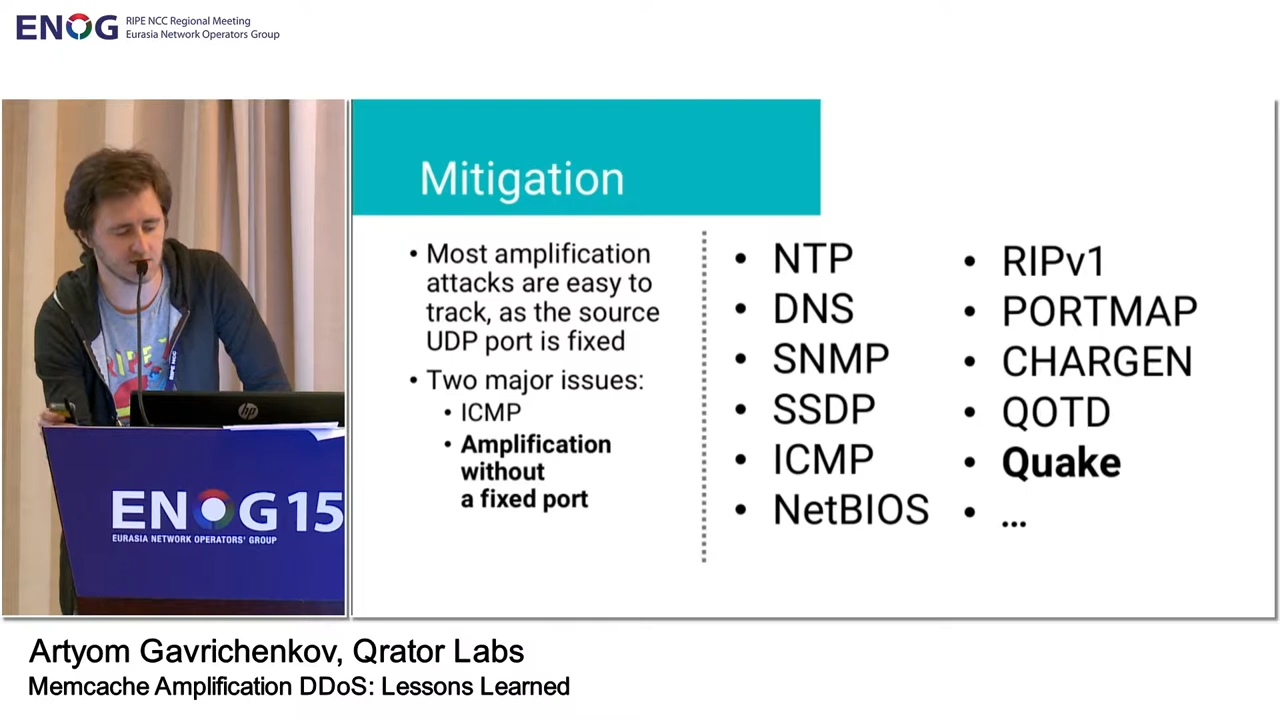 ENOG
RIPE NCC Regional Meeting
Eurasia Network Operators Group
RIPE NCC
hp
ENOG 15
EURASIA NETWORK OPERATORS' GROUP
Mitigation
• Most amplification
attacks are easy to
track, as the source
UDP port is fixed
• Two major issues:
• ICMP
• Amplification
without
a fixed port
• NTP
• DNS
• SNMP
• SSDP
• ICMP
• NetBIOS
• RIPv1
• PORTMAP
• CHARGEN
• QOTD
• Quake
• ...
Artyom Gavrichenkov, Qrator Labs
Memcache Amplification DDoS: Lessons Learned